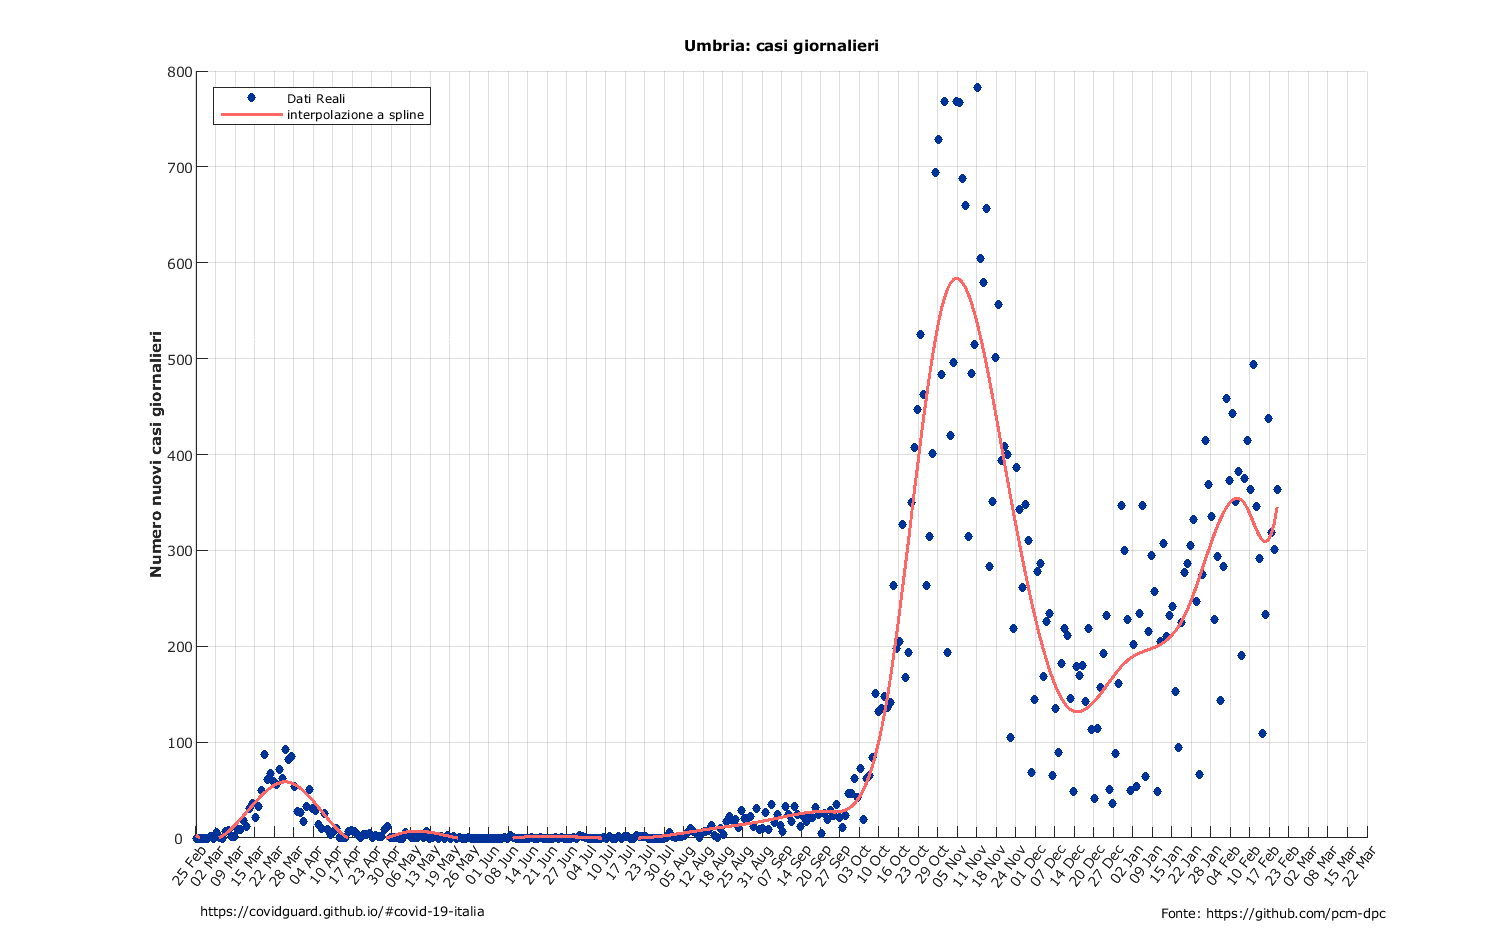 Umbria: casi giornalieri
Dati Reali
interpolazione a spline
Numero nuovi casi giornalieri
800
700
600
500
400
300
200
100
0
25 Feb
02 Mar
09 Mar
15 Mar
22 Mar
28 Mar
04 Apr
10 Apr
17 Apr
23 Apr
30 Apr
06 May
13 May
19 May
26 May
01 Jun
08 Jun
14 Jun
21 Jun
27 Jun
04 Jul
10 Jul
17 Jul
23 Jul
30 Jul
05 Aug
12 Aug
18 Aug
25 Aug
31 Aug
07 Sep
14 Sep
20 Sep
27 Sep
03 Oct
10 Oct
16 Oct
23 Oct
29 Oct
05 Nov
11 Nov
18 Nov
24 Nov
01 Dec
07 Dec
14 Dec
20 Dec
27 Dec
02 Jan
09 Jan
15 Jan
22 Jan
28 Jan
04 Feb
10 Feb
17 Feb
23 Feb
02 Mar
08 Mar
15 Mar
22 Mar
https://covidguard.github.io/#covid-19-italia
Fonte: https://github.com/pcm-dpc